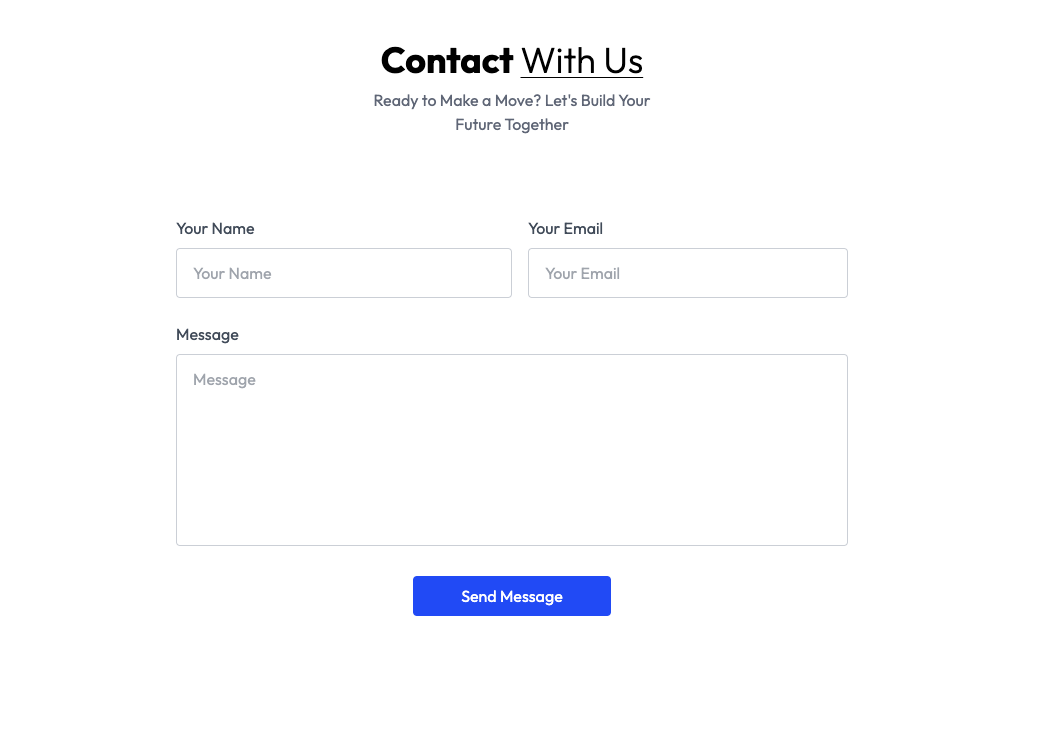 Contact With Us
Ready to Make a Move? Let's Build Your
Future Together
Your Name
Your Email
Your Name
Your Email
Message
Message
Send Message